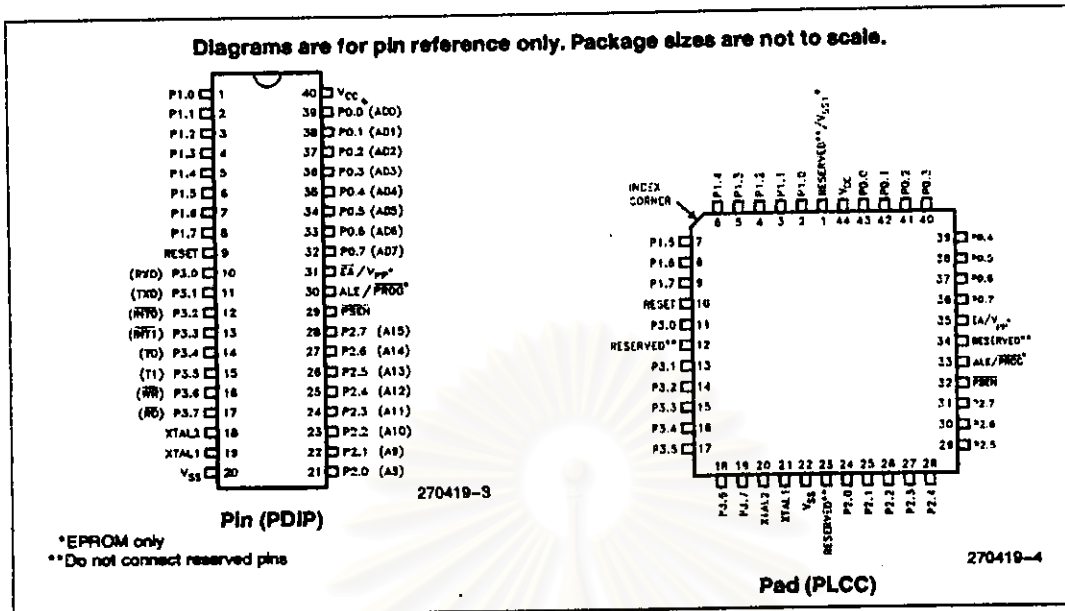 Diagrams are for pin reference only. Package sizes are not to scale.
P1.0 1
P1.1 2
P1.2 3
P1.3 4
P1.4 5
P1.5 6
P1.6 7
P1.7 8
RESET 9
(RXD) P3.0 10
(TXD) P3.1 11
(INT0) P3.2 12
(INT1) P3.3 13
(T0) P3.4 14
(T1) P3.5 15
(WR) P3.6 16
(RD) P3.7 17
XTAL2 18
XTAL1 19
VSS 20
40 VCC
39 P0.0 (AD0)
38 P0.1 (AD1)
37 P0.2 (AD2)
36 P0.3 (AD3)
35 P0.4 (AD4)
34 P0.5 (AD5)
33 P0.6 (AD6)
32 P0.7 (AD7)
31 EA/VPP*
30 ALE/PROG*
29 PSEN
28 P2.7 (A15)
27 P2.6 (A14)
26 P2.5 (A13)
25 P2.4 (A12)
24 P2.3 (A11)
23 P2.2 (A10)
22 P2.1 (A9)
21 P2.0 (A8)
270419-3
Pin (PDIP)
*EPROM only
**Do not connect reserved pins
INDEX
CORNER
P1.4 6
P1.3 5
P1.2 4
P1.1 3
P1.0 2
RESERVED**/VSS1* 1
VCC 44
P0.0 43
P0.1 42
P0.2 41
P0.3 40
P1.5 7
P1.6 8
P1.7 9
RESET 10
P3.0 11
RESERVED** 12
P3.1 13
P3.2 14
P3.3 15
P3.4 16
P3.5 17
39 P0.4
38 P0.5
37 P0.6
36 P0.7
35 EA/VPP*
34 RESERVED**
33 ALE/PROG*
32 PSEN
31 P2.7
30 P2.6
29 P2.5
18 P3.6
19 P3.7
20 XTAL2
21 XTAL1
22 VSS
23 RESERVED**
24 P2.0
25 P2.1
26 P2.2
27 P2.3
28 P2.4
270419-4
Pad (PLCC)